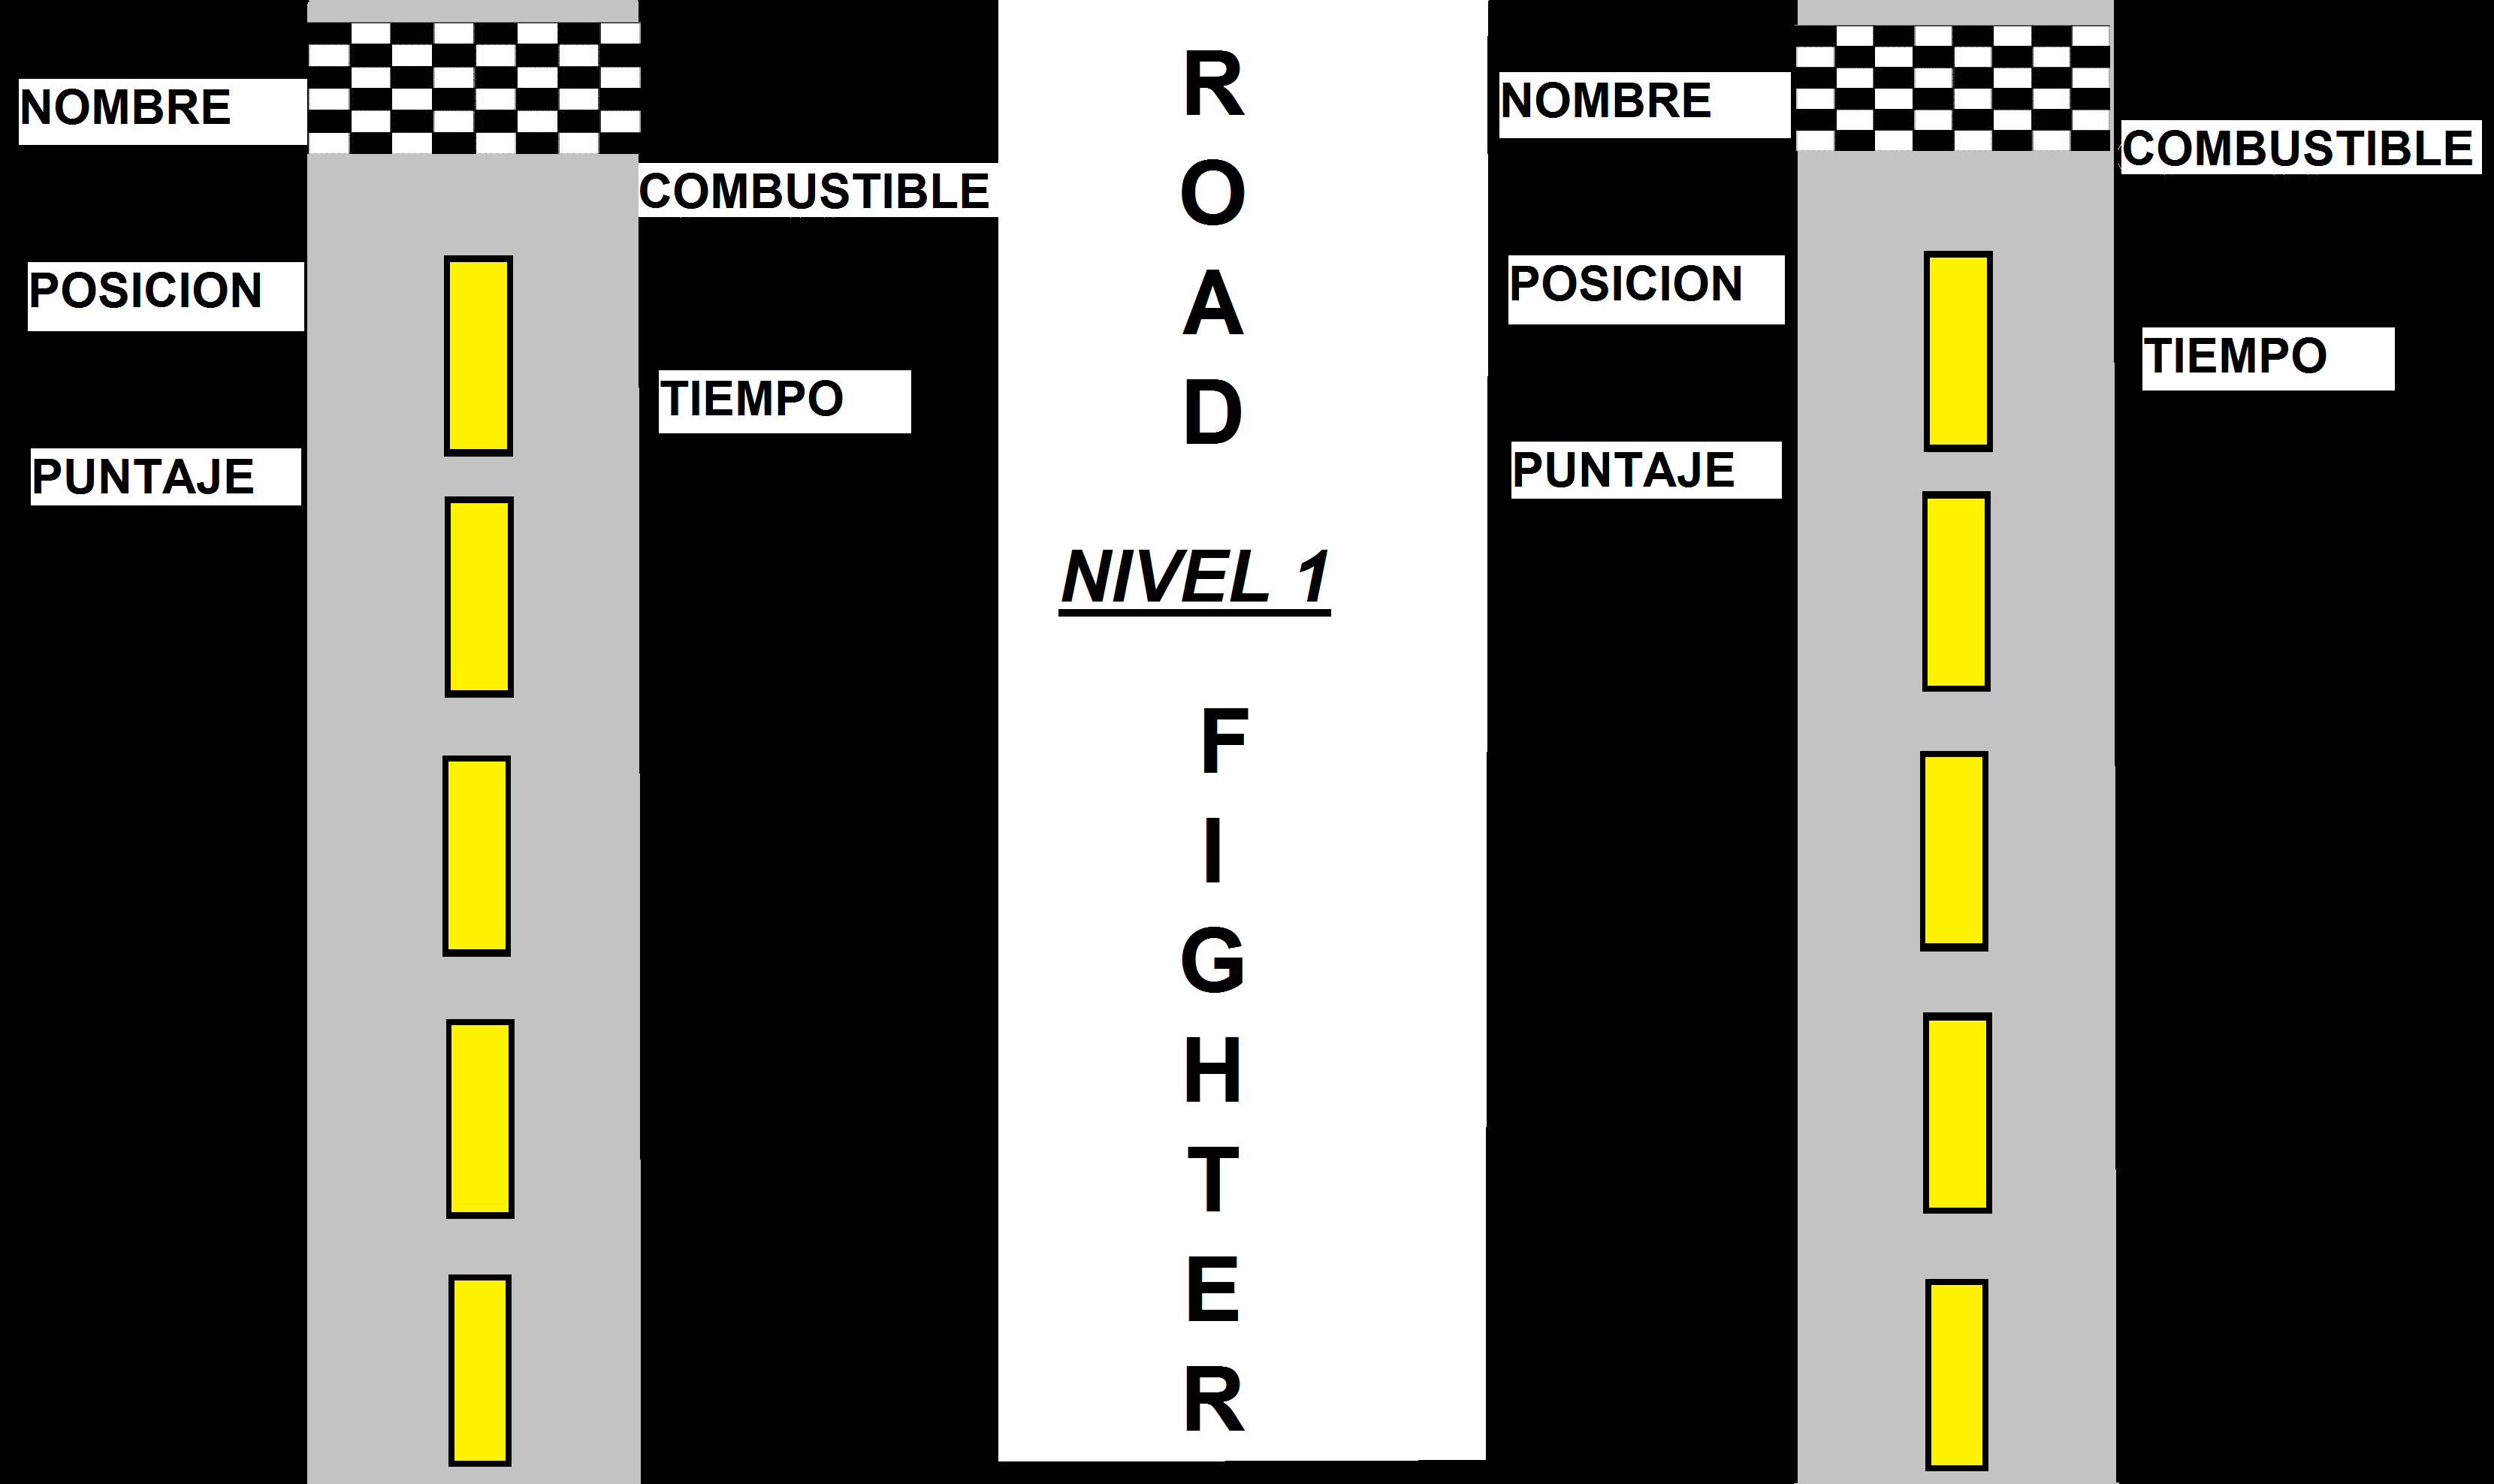 NOMBRE
COMBUSTIBLE
POSICION
TIEMPO
PUNTAJE
R
O
A
D
NIVEL 1
F
I
G
H
T
E
R
NOMBRE
COMBUSTIBLE
POSICION
TIEMPO
PUNTAJE